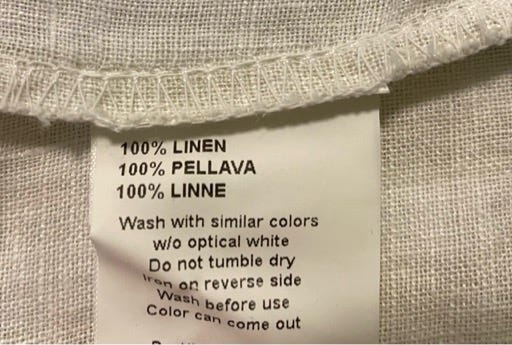 100% LINEN
100% PELLAVA
100% LINNE
Wash with similar colors
w/o optical white
Do not tumble dry
Iron on reverse side
Wash before use
Color can come out